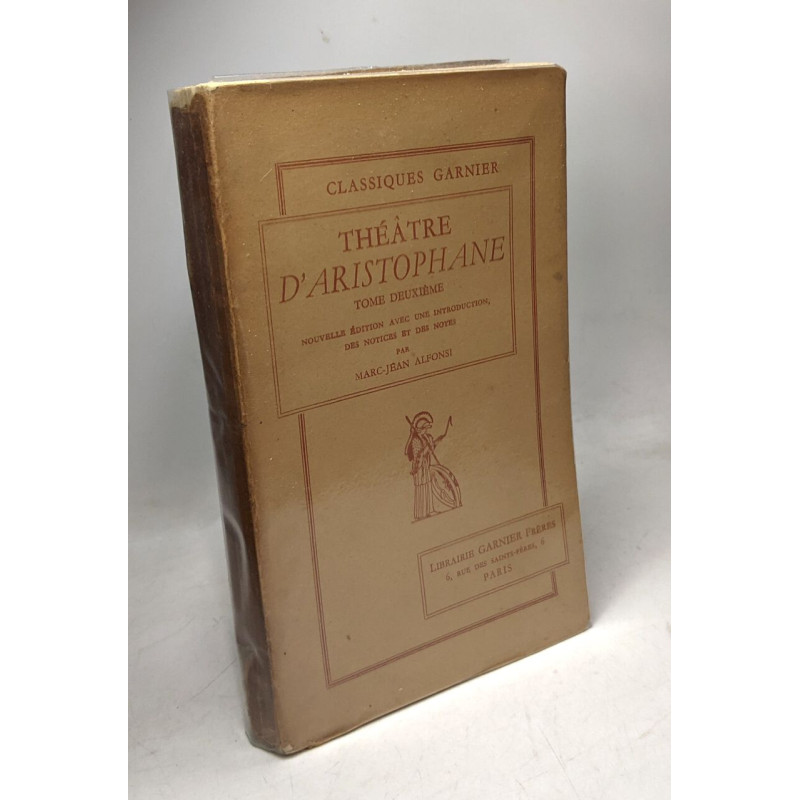 CLASSIQUES GARNIER
THÉÂTRE
D'ARISTOPHANE
TOME DEUXIÈME
NOUVELLE ÉDITION AVEC UNE INTRODUCTION,
DES NOTICES ET DES NOTES
PAR
MARC-JEAN ALFONSI
LIBRAIRIE GARNIER FRÈRES
6, RUE DES SAINTS-PÈRES, 6
PARIS